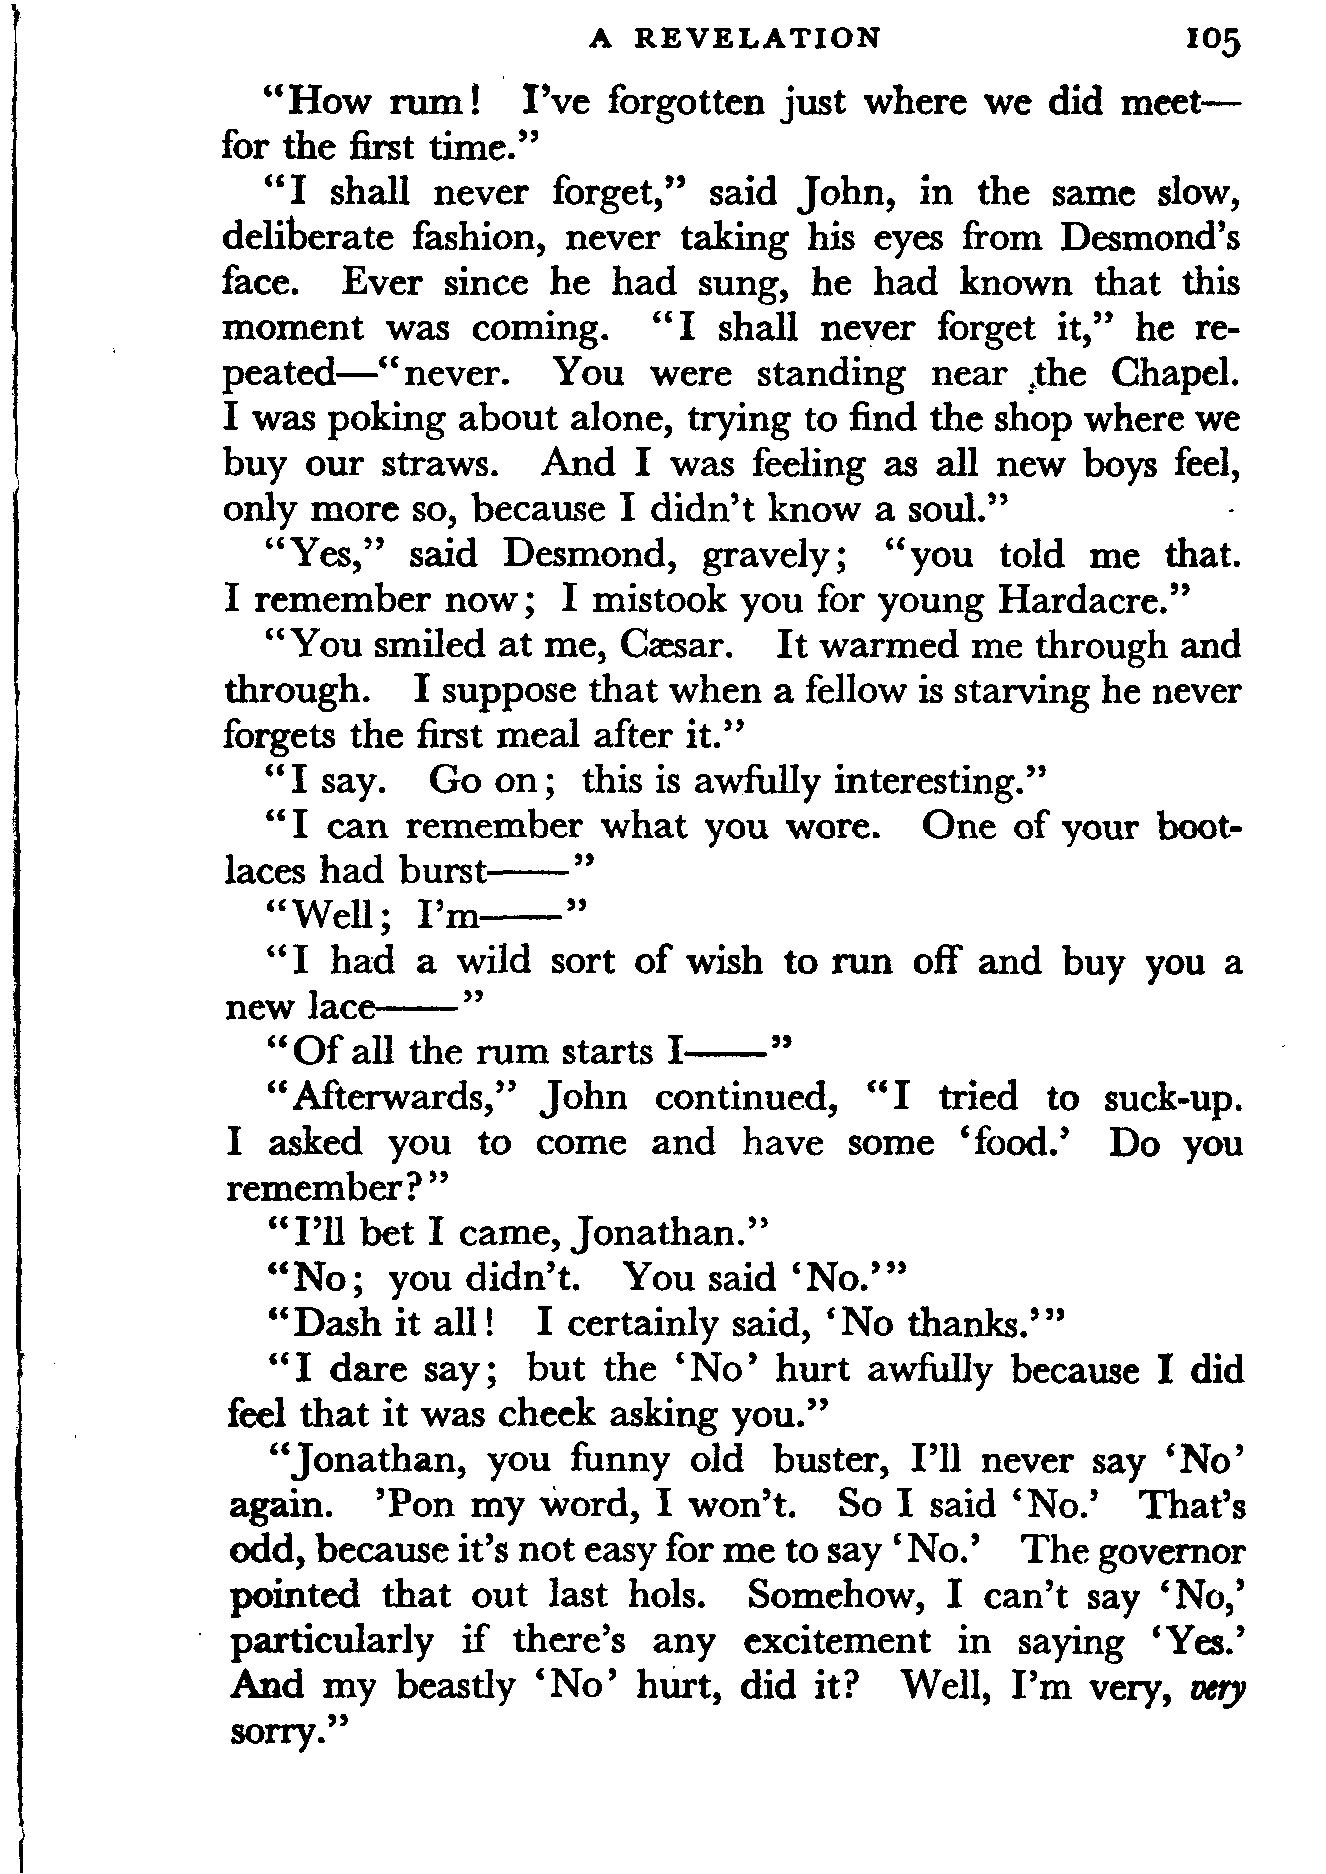 A REVELATION 105
“How rum! I’ve forgotten just where we did meet—
for the first time.”
“I shall never forget,” said John, in the same slow,
deliberate fashion, never taking his eyes from Desmond’s
face. Ever since he had sung, he had known that this
moment was coming. “I shall never forget it,” he re-
peated—“never. You were standing near the Chapel.
I was poking about alone, trying to find the shop where we
buy our straws. And I was feeling as all new boys feel,
only more so, because I didn’t know a soul.”
“Yes,” said Desmond, gravely; “you told me that.
I remember now; I mistook you for young Hardacre.”
“You smiled at me, Cæsar. It warmed me through and
through. I suppose that when a fellow is starving he never
forgets the first meal after it.”
“I say. Go on; this is awfully interesting.”
“I can remember what you wore. One of your boot-
laces had burst——”
“Well; I’m——”
“I had a wild sort of wish to run off and buy you a
new lace——”
“Of all the rum starts I——”
“Afterwards,” John continued, “I tried to suck-up.
I asked you to come and have some ‘food.’ Do you
remember?”
“I’ll bet I came, Jonathan.”
“No; you didn’t. You said ‘No.’”
“Dash it all! I certainly said, ‘No thanks.’”
“I dare say; but the ‘No’ hurt awfully because I did
feel that it was cheek asking you.”
“Jonathan, you funny old buster, I’ll never say ‘No’
again. ’Pon my word, I won’t. So I said ‘No.’ That’s
odd, because it’s not easy for me to say ‘No.’ The governor
pointed that out last hols. Somehow, I can’t say ‘No,’
particularly if there’s any excitement in saying ‘Yes.’
And my beastly ‘No’ hurt, did it? Well, I’m very, very
sorry.”